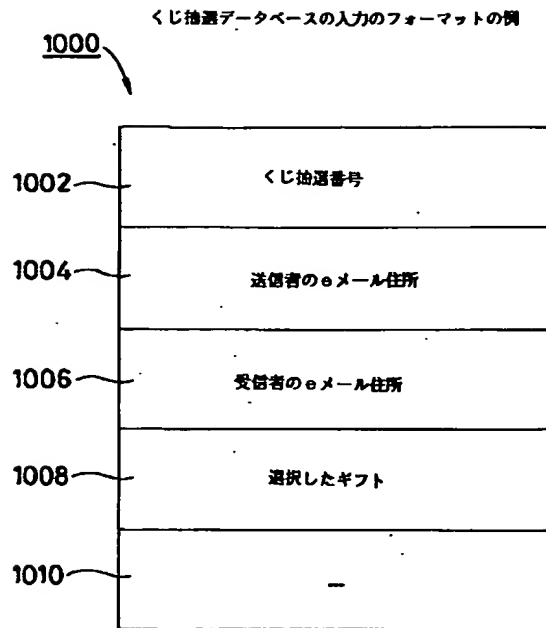 くじ抽選データベースの入力のフォーマットの例
1000
1002
くじ抽選番号
1004
送信者のeメール住所
1006
受信者のeメール住所
1008
選択したギフト
1010
—